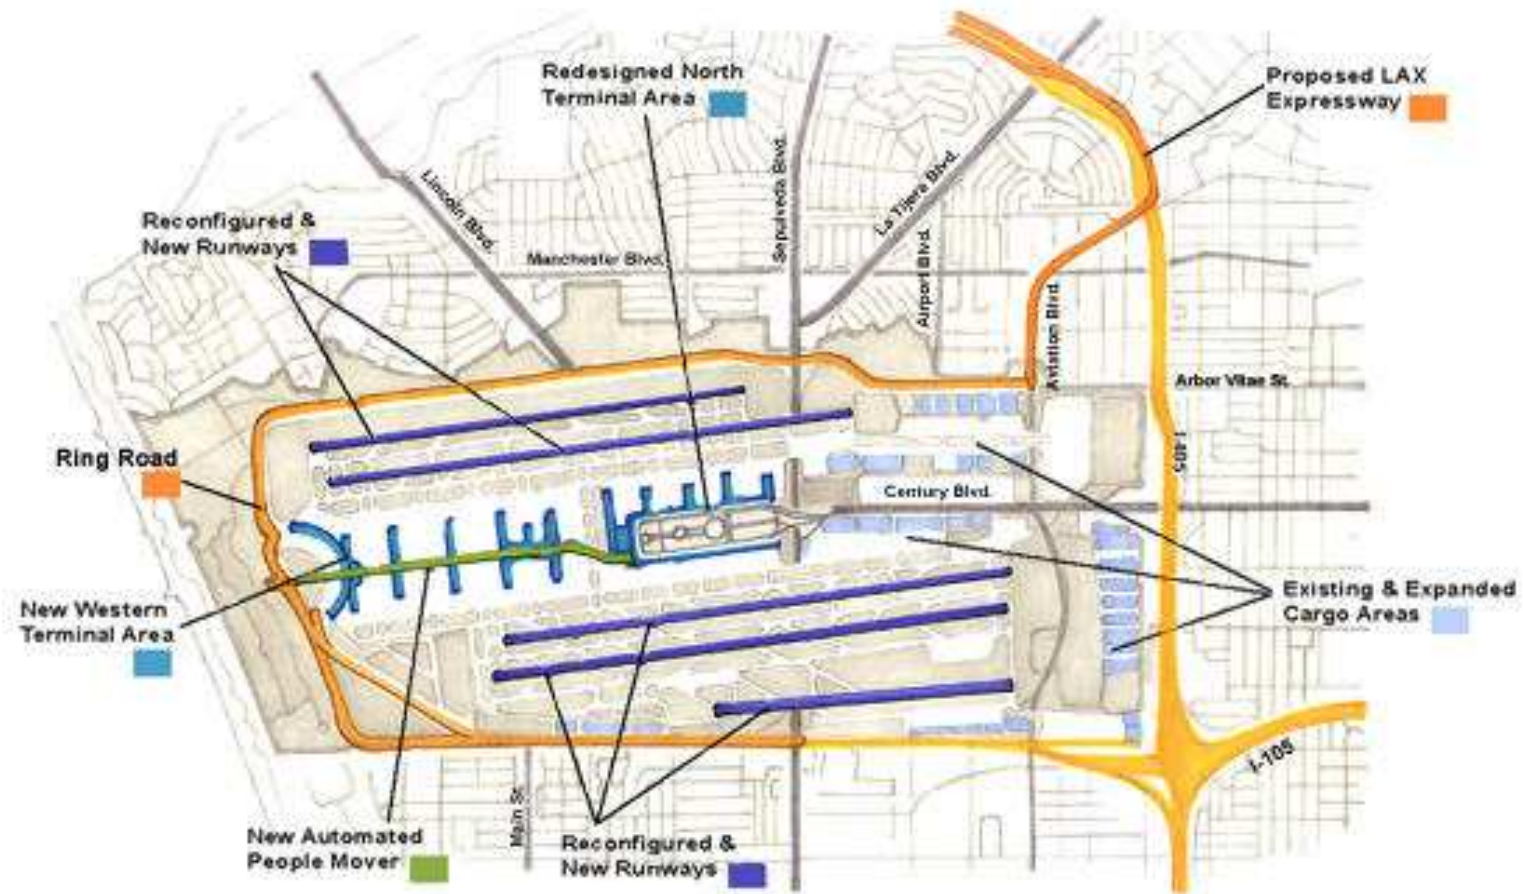 Redesigned North
Terminal Area
Proposed LAX
Expressway
Sepulveda Blvd.
La Tijera Blvd.
Lincoln Blvd.
Reconfigured &
New Runways
Manchester Blvd.
Airport Blvd.
Aviation Blvd.
Arbor Vitae St.
I-405
Ring Road
Century Blvd.
New Western
Terminal Area
Existing & Expanded
Cargo Areas
I-105
Main St.
New Automated
People Mover
Reconfigured &
New Runways